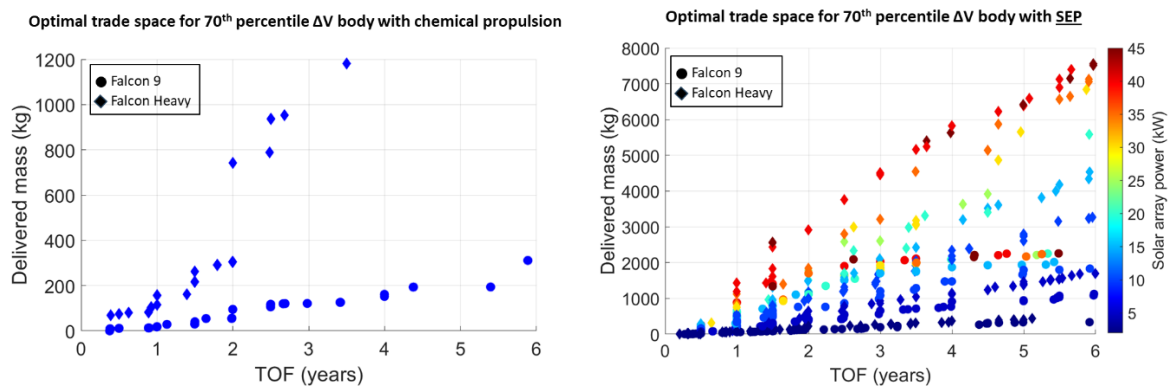 Optimal trade space for 70th percentile ΔV body with chemical propulsion
1200
1000
800
600
400
200
0
Delivered mass (kg)
Falcon 9
Falcon Heavy
0 1 2 3 4 5 6
TOF (years)
Optimal trade space for 70th percentile ΔV body with SEP
8000
7000
6000
5000
4000
3000
2000
1000
0
Delivered mass (kg)
Falcon 9
Falcon Heavy
0 1 2 3 4 5 6
TOF (years)
45
40
35
30
25
20
15
10
5
Solar array power (kW)